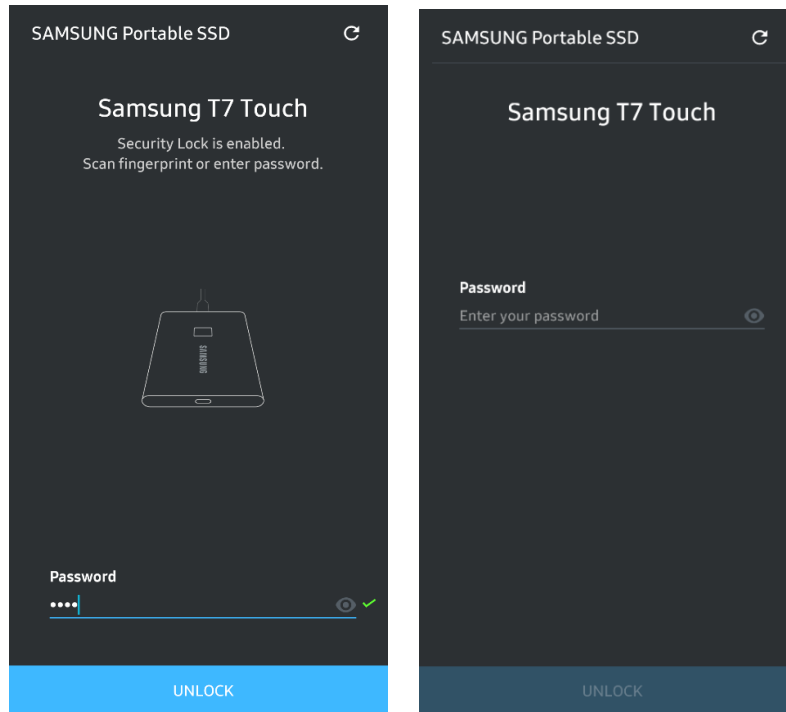 SAMSUNG Portable SSD
Samsung T7 Touch
Security Lock is enabled.
Scan fingerprint or enter password.
SAMSUNG
Password
••••
UNLOCK
SAMSUNG Portable SSD
Samsung T7 Touch
Password
Enter your password
UNLOCK